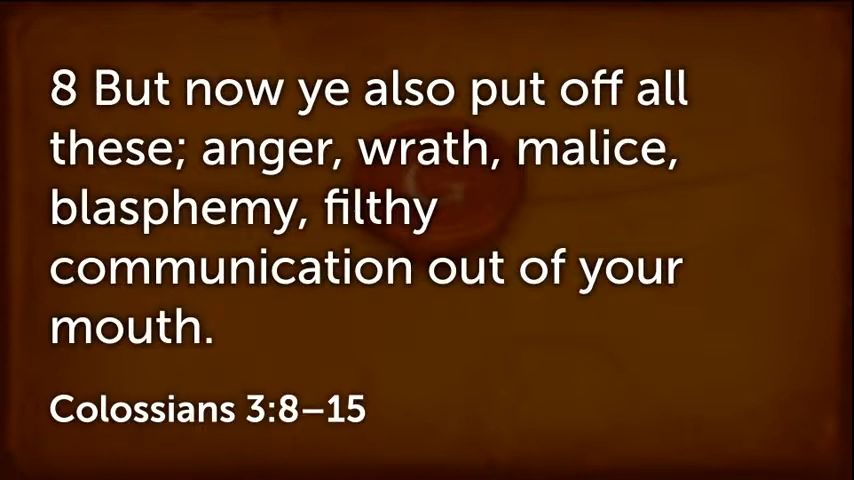 8 But now ye also put off all
these; anger, wrath, malice,
blasphemy, filthy
communication out of your
mouth.
Colossians 3:8–15